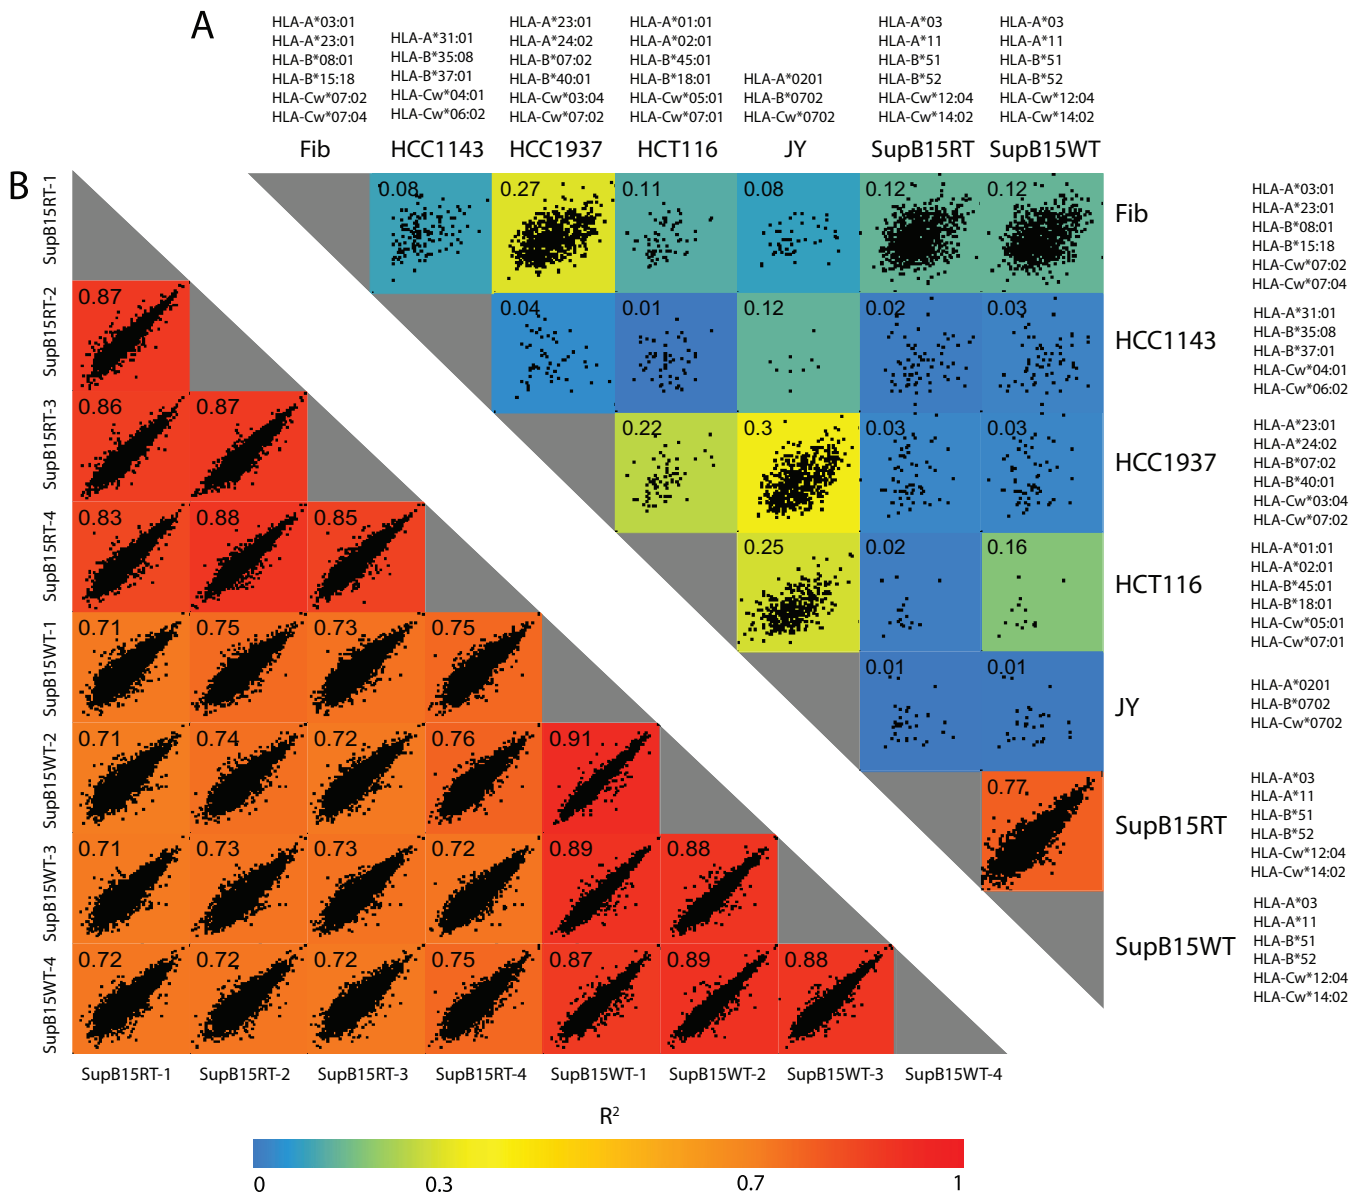 A
HLA-A*03:01
HLA-A*23:01
HLA-B*08:01
HLA-B*15:18
HLA-Cw*07:02
HLA-Cw*07:04
HLA-A*31:01
HLA-B*35:08
HLA-B*37:01
HLA-Cw*04:01
HLA-Cw*06:02
HLA-A*23:01
HLA-A*24:02
HLA-B*07:02
HLA-B*40:01
HLA-Cw*03:04
HLA-Cw*07:02
HLA-A*01:01
HLA-A*02:01
HLA-B*45:01
HLA-B*18:01
HLA-Cw*05:01
HLA-Cw*07:01
HLA-A*0201
HLA-B*0702
HLA-Cw*0702
HLA-A*03
HLA-A*11
HLA-B*51
HLA-B*52
HLA-Cw*12:04
HLA-Cw*14:02
HLA-A*03
HLA-A*11
HLA-B*51
HLA-B*52
HLA-Cw*12:04
HLA-Cw*14:02
Fib HCC1143 HCC1937 HCT116 JY SupB15RT SupB15WT
0.08 0.27 0.11 0.08 0.12 0.12
Fib
HLA-A*03:01
HLA-A*23:01
HLA-B*08:01
HLA-B*15:18
HLA-Cw*07:02
HLA-Cw*07:04
0.04 0.01 0.12 0.02 0.03
HCC1143
HLA-A*31:01
HLA-B*35:08
HLA-B*37:01
HLA-Cw*04:01
HLA-Cw*06:02
0.22 0.3 0.03 0.03
HCC1937
HLA-A*23:01
HLA-A*24:02
HLA-B*07:02
HLA-B*40:01
HLA-Cw*03:04
HLA-Cw*07:02
0.25 0.02 0.16
HCT116
HLA-A*01:01
HLA-A*02:01
HLA-B*45:01
HLA-B*18:01
HLA-Cw*05:01
HLA-Cw*07:01
0.01 0.01
JY
HLA-A*0201
HLA-B*0702
HLA-Cw*0702
0.77
SupB15RT
HLA-A*03
HLA-A*11
HLA-B*51
HLA-B*52
HLA-Cw*12:04
HLA-Cw*14:02
SupB15WT
HLA-A*03
HLA-A*11
HLA-B*51
HLA-B*52
HLA-Cw*12:04
HLA-Cw*14:02
B
SupB15RT-1
SupB15RT-2
0.87
SupB15RT-3
0.86 0.87
SupB15RT-4
0.83 0.88 0.85
SupB15WT-1
0.71 0.75 0.73 0.75
SupB15WT-2
0.71 0.74 0.72 0.76 0.91
SupB15WT-3
0.71 0.73 0.73 0.72 0.89 0.88
SupB15WT-4
0.72 0.72 0.72 0.75 0.87 0.89 0.88
SupB15RT-1 SupB15RT-2 SupB15RT-3 SupB15RT-4 SupB15WT-1 SupB15WT-2 SupB15WT-3 SupB15WT-4
R²
0 0.3 0.7 1